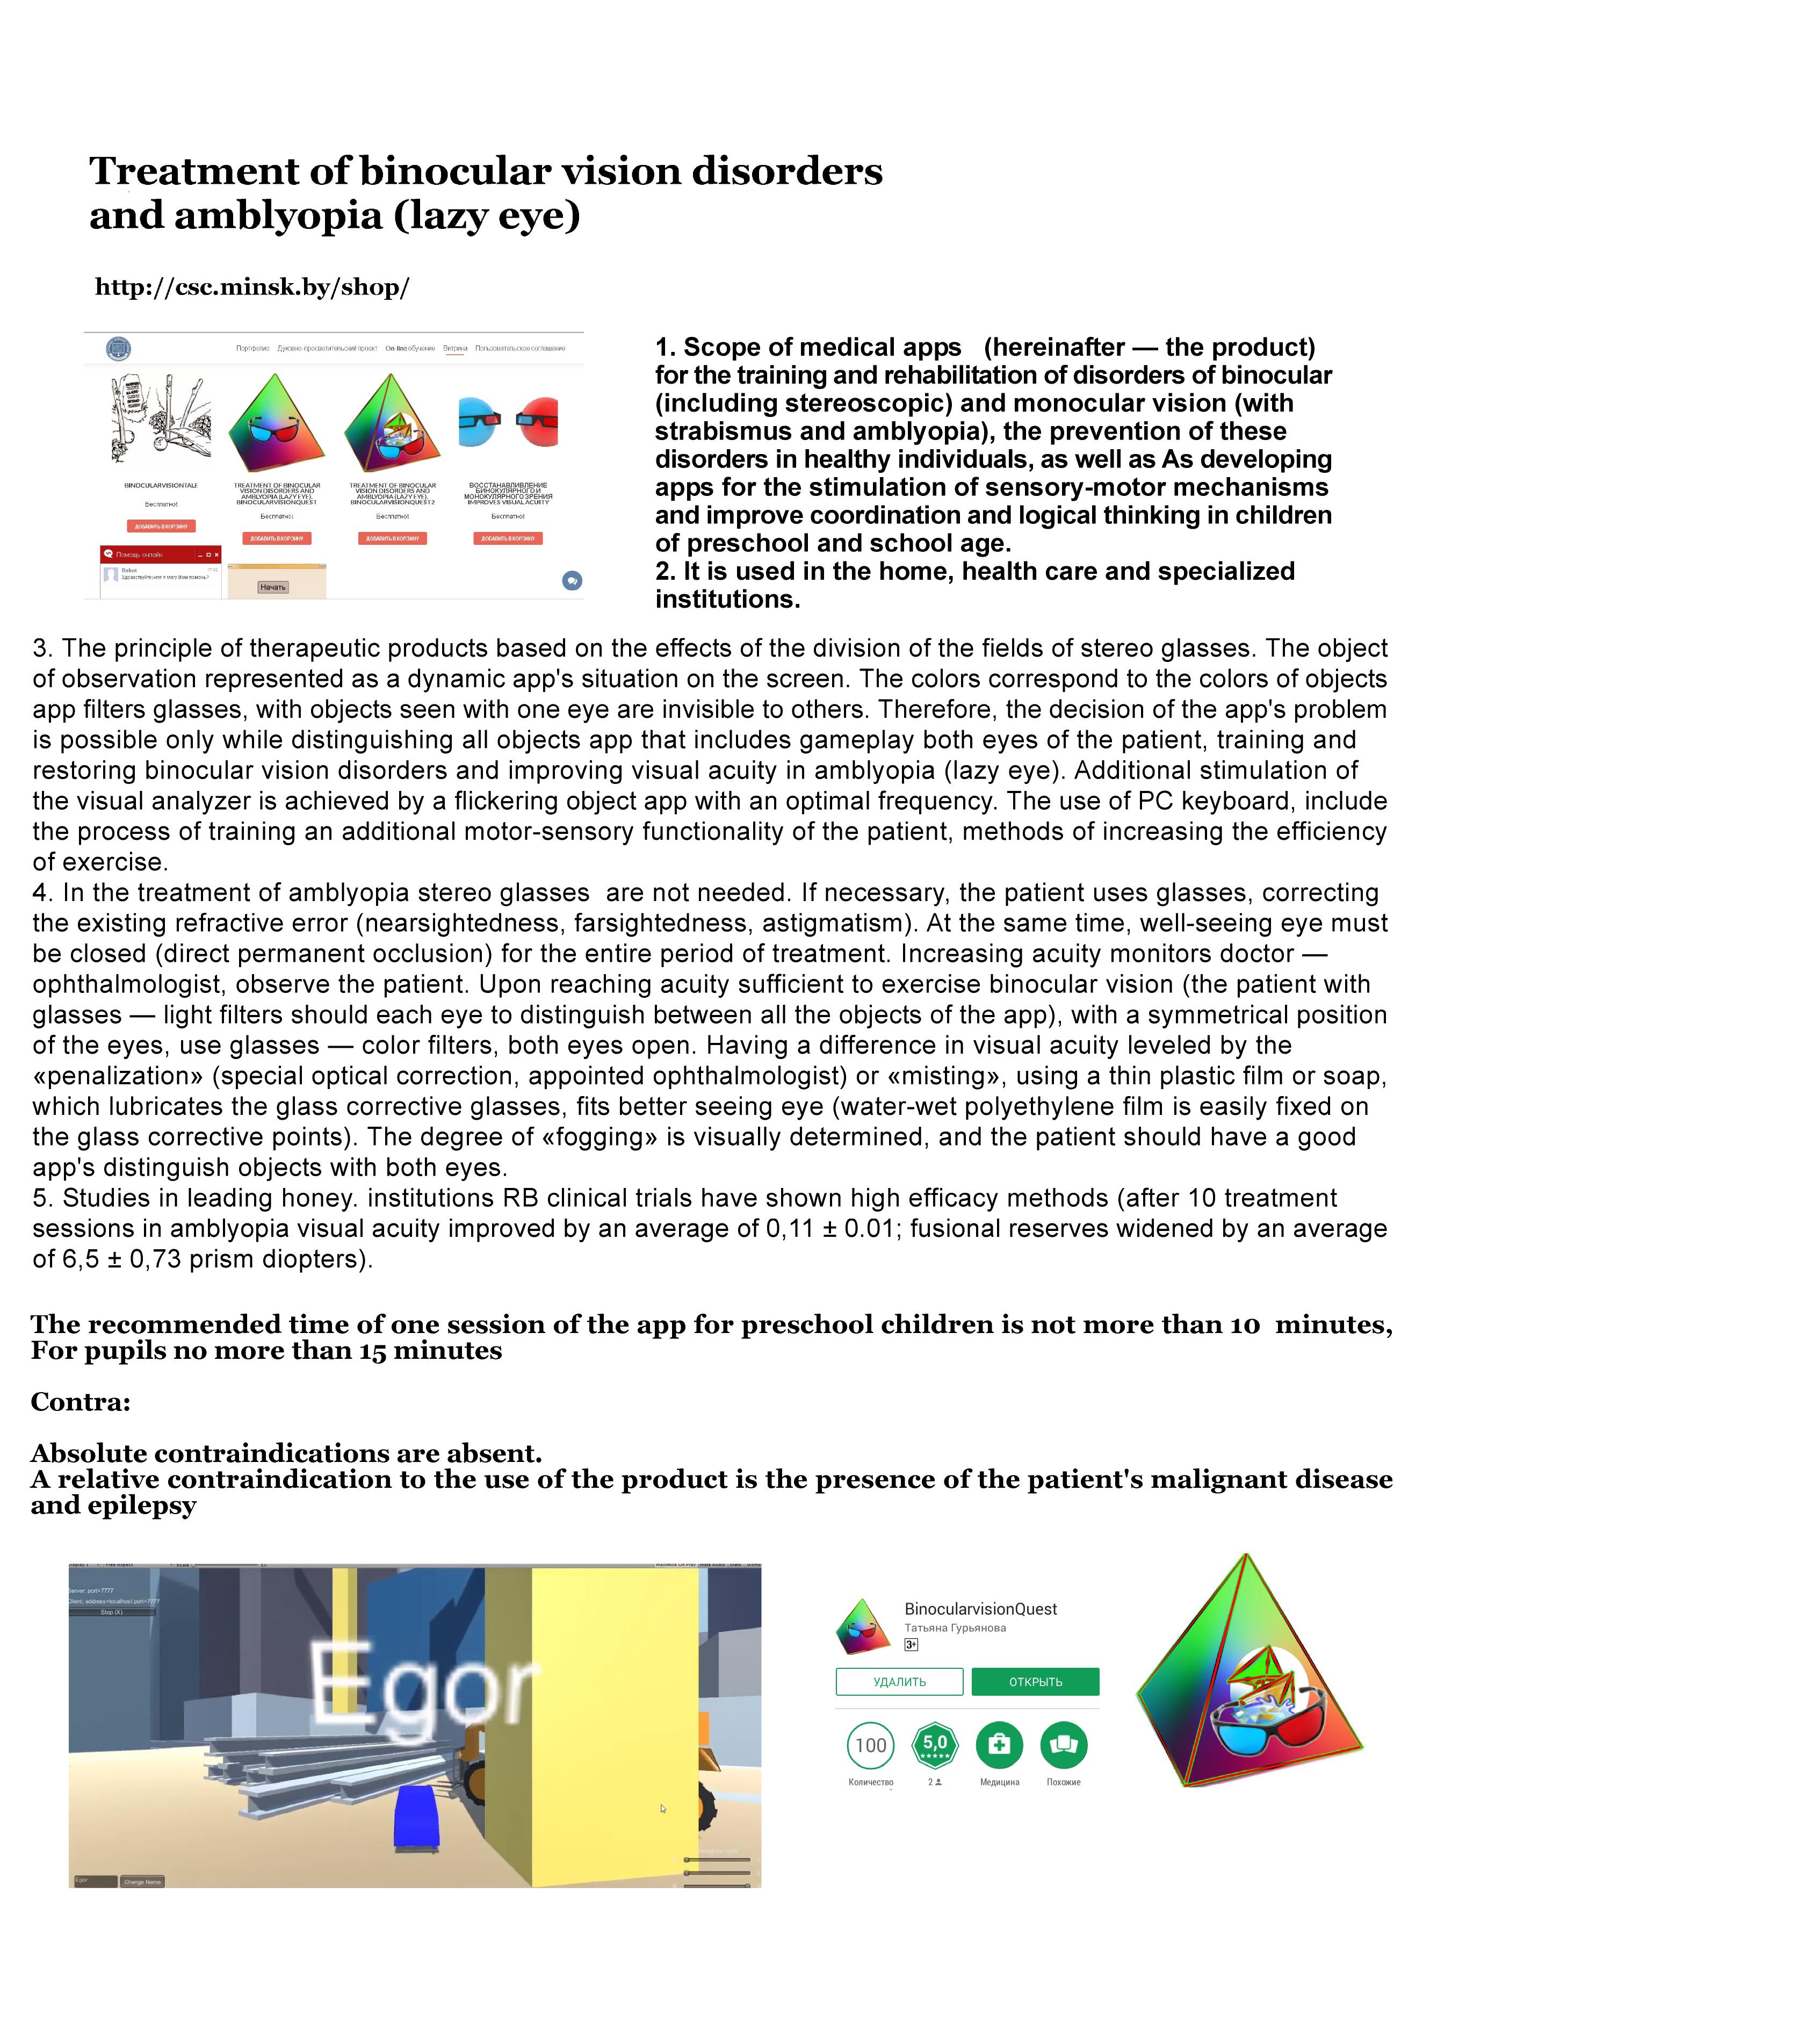 Treatment of binocular vision disorders
and amblyopia (lazy eye)
http://csc.minsk.by/shop/
Портфолио Духовно-просветительский проект On-line обучение Витрина Пользовательское соглашение
BINOCULARVISIONTALE
Бесплатно!
ДОБАВИТЬ В КОРЗИНУ
TREATMENT OF BINOCULAR
VISION DISORDERS AND
AMBLYOPIA (LAZY EYE).
BINOCULARVISIONQUEST
Бесплатно!
ДОБАВИТЬ В КОРЗИНУ
TREATMENT OF BINOCULAR
VISION DISORDERS AND
AMBLYOPIA (LAZY EYE).
BINOCULARVISIONQUEST2
Бесплатно!
ДОБАВИТЬ В КОРЗИНУ
ВОССТАНАВЛИВЛЕНИЕ
БИНОКУЛЯРНОГО И
МОНОКУЛЯРНОГО ЗРЕНИЯ
IMPROVES VISUAL ACUITY
Бесплатно!
ДОБАВИТЬ В КОРЗИНУ
Помощь онлайн
Robot
Здравствуйте, чем я могу Вам помочь?
Начать
1. Scope of medical apps (hereinafter — the product)
for the training and rehabilitation of disorders of binocular
(including stereoscopic) and monocular vision (with
strabismus and amblyopia), the prevention of these
disorders in healthy individuals, as well as As developing
apps for the stimulation of sensory-motor mechanisms
and improve coordination and logical thinking in children
of preschool and school age.
2. It is used in the home, health care and specialized
institutions.
3. The principle of therapeutic products based on the effects of the division of the fields of stereo glasses. The object
of observation represented as a dynamic app's situation on the screen. The colors correspond to the colors of objects
app filters glasses, with objects seen with one eye are invisible to others. Therefore, the decision of the app's problem
is possible only while distinguishing all objects app that includes gameplay both eyes of the patient, training and
restoring binocular vision disorders and improving visual acuity in amblyopia (lazy eye). Additional stimulation of
the visual analyzer is achieved by a flickering object app with an optimal frequency. The use of PC keyboard, include
the process of training an additional motor-sensory functionality of the patient, methods of increasing the efficiency
of exercise.
4. In the treatment of amblyopia stereo glasses are not needed. If necessary, the patient uses glasses, correcting
the existing refractive error (nearsightedness, farsightedness, astigmatism). At the same time, well-seeing eye must
be closed (direct permanent occlusion) for the entire period of treatment. Increasing acuity monitors doctor —
ophthalmologist, observe the patient. Upon reaching acuity sufficient to exercise binocular vision (the patient with
glasses — light filters should each eye to distinguish between all the objects of the app), with a symmetrical position
of the eyes, use glasses — color filters, both eyes open. Having a difference in visual acuity leveled by the
«penalization» (special optical correction, appointed ophthalmologist) or «misting», using a thin plastic film or soap,
which lubricates the glass corrective glasses, fits better seeing eye (water-wet polyethylene film is easily fixed on
the glass corrective points). The degree of «fogging» is visually determined, and the patient should have a good
app's distinguish objects with both eyes.
5. Studies in leading honey. institutions RB clinical trials have shown high efficacy methods (after 10 treatment
sessions in amblyopia visual acuity improved by an average of 0,11 ± 0.01; fusional reserves widened by an average
of 6,5 ± 0,73 prism diopters).
The recommended time of one session of the app for preschool children is not more than 10 minutes,
For pupils no more than 15 minutes
Contra:
Absolute contraindications are absent.
A relative contraindication to the use of the product is the presence of the patient's malignant disease
and epilepsy
Server: port=7777
Client: address=localhost port=7777
Stop (X)
Egor
Egor
Change Name
BinocularvisionQuest
Татьяна Гурьянова
3+
УДАЛИТЬ
ОТКРЫТЬ
100
5,0
Количество
2
Медицина
Похожие